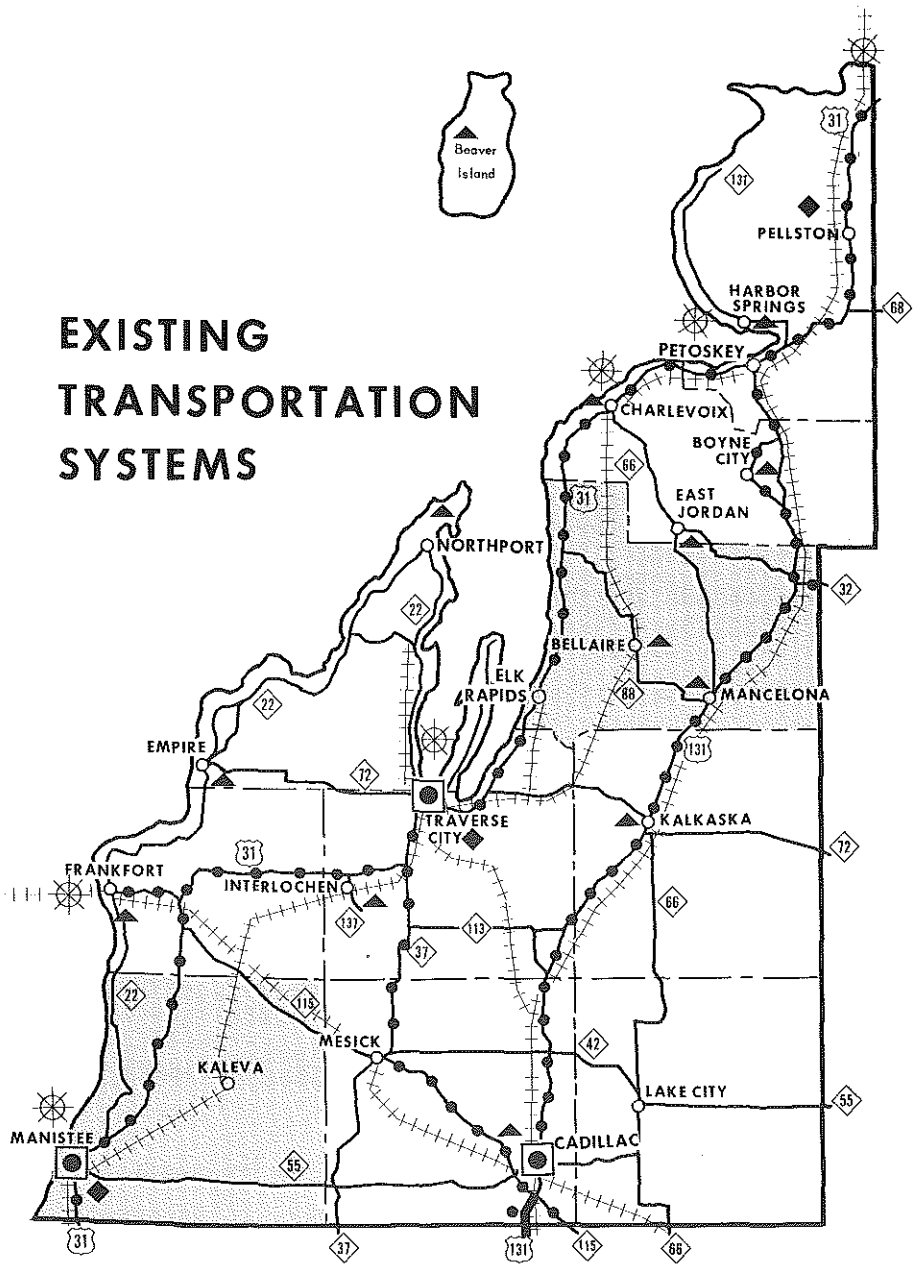 31
Beaver
Island
131
PELLSTON
HARBOR
SPRINGS
68
EXISTING
TRANSPORTATION
SYSTEMS
PETOSKEY
CHARLEVOIX
BOYNE
CITY
66
31
EAST
JORDAN
NORTHPORT
32
22
BELLAIRE
ELK
RAPIDS
88
MANCELONA
22
EMPIRE
131
72
TRAVERSE
CITY
KALKASKA
72
31
FRANKFORT
INTERLOCHEN
66
137
113
37
22
115
MESICK
42
KALEVA
LAKE CITY
55
MANISTEE
CADILLAC
55
31
37
131
115
66